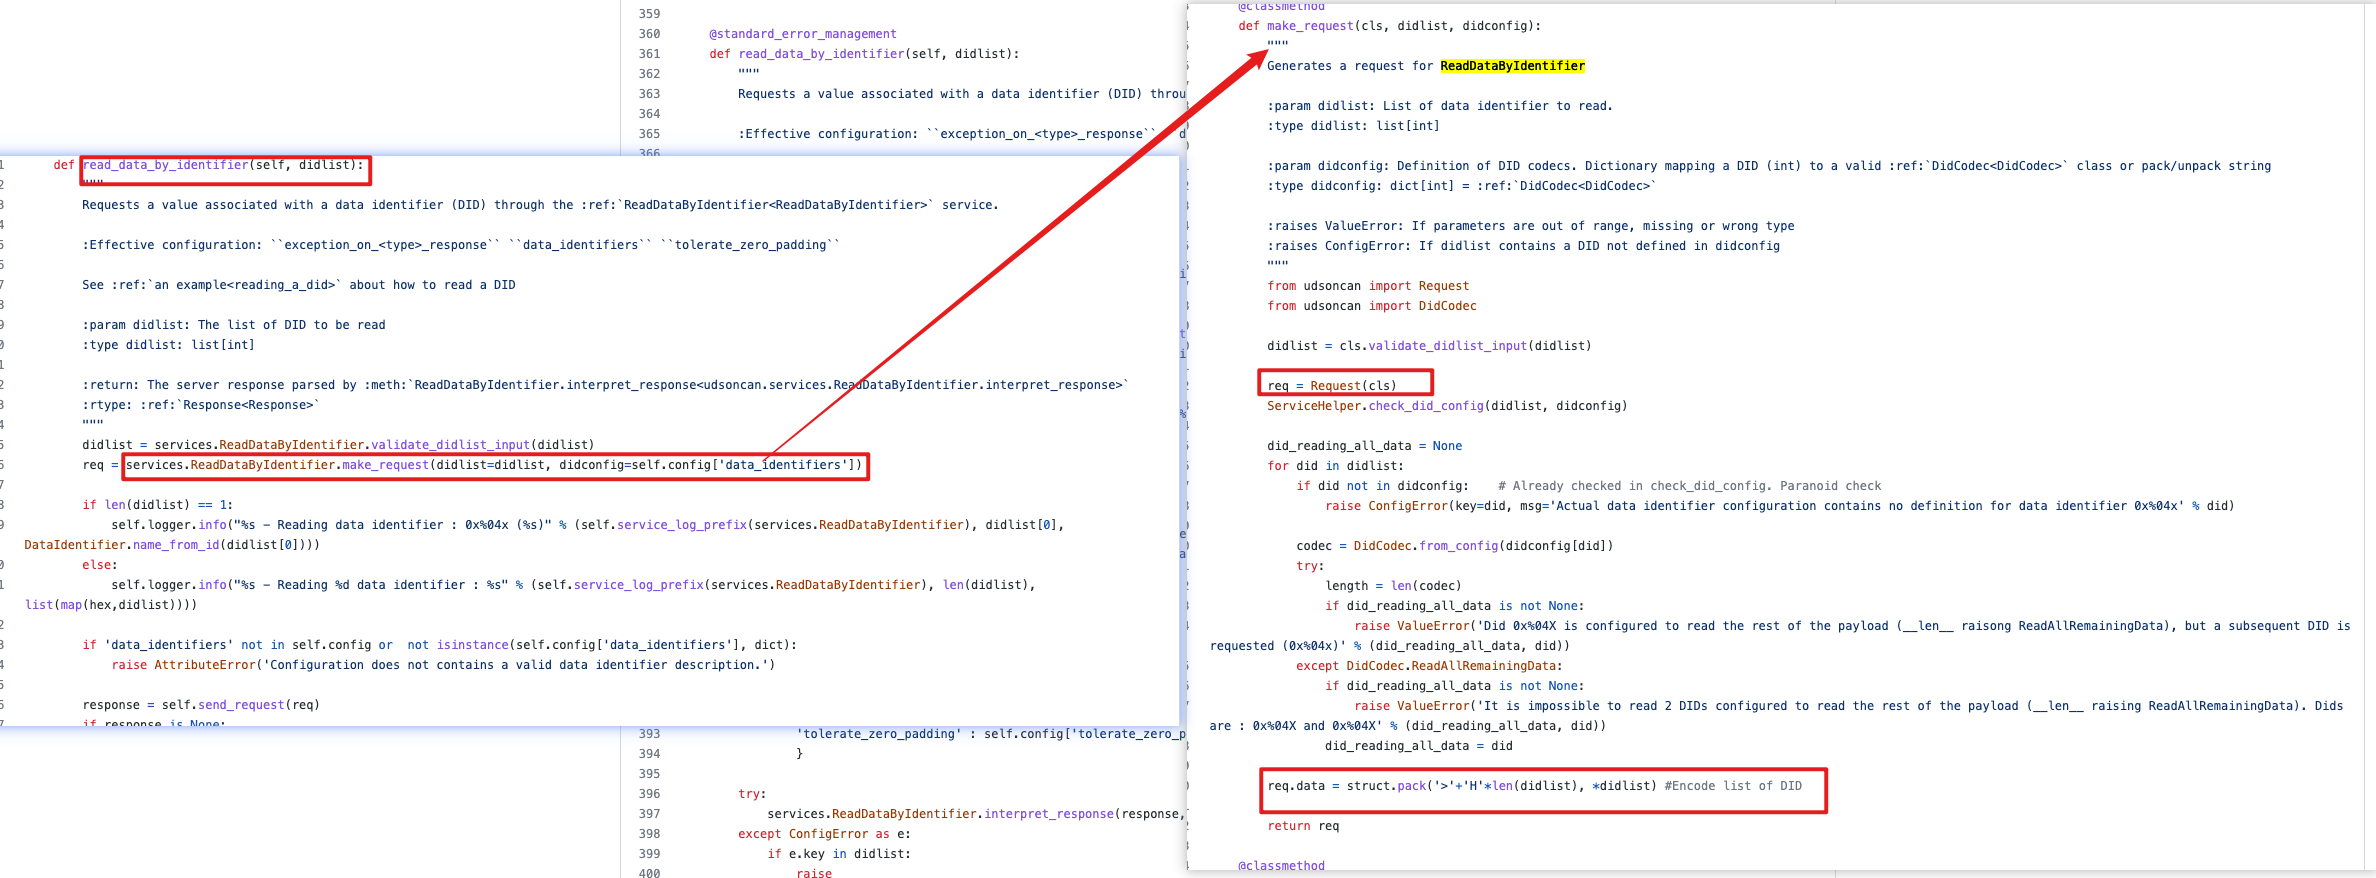 359
360 @standard_error_management
361 def read_data_by_identifier(self, didlist):
362 """
363 Requests a value associated with a data identifier (DID) throu
364
365 :Effective configuration: ``exception_on_<type>_response`` d
366
1 def read_data_by_identifier(self, didlist):
2 """
3 Requests a value associated with a data identifier (DID) through the :ref:`ReadDataByIdentifier<ReadDataByIdentifier>` service.
4
5 :Effective configuration: ``exception_on_<type>_response`` ``data_identifiers`` ``tolerate_zero_padding``
6
7 See :ref:`an example<reading_a_did>` about how to read a DID
8
9 :param didlist: The list of DID to be read
0 :type didlist: list[int]
1
2 :return: The server response parsed by :meth:`ReadDataByIdentifier.interpret_response<udsoncan.services.ReadDataByIdentifier.interpret_response>`
3 :rtype: :ref:`Response<Response>`
4 """
5 didlist = services.ReadDataByIdentifier.validate_didlist_input(didlist)
6 req = services.ReadDataByIdentifier.make_request(didlist=didlist, didconfig=self.config['data_identifiers'])
7
8 if len(didlist) == 1:
9 self.logger.info("%s - Reading data identifier : 0x%04x (%s)" % (self.service_log_prefix(services.ReadDataByIdentifier), didlist[0],
DataIdentifier.name_from_id(didlist[0])))
0 else:
1 self.logger.info("%s - Reading %d data identifier : %s" % (self.service_log_prefix(services.ReadDataByIdentifier), len(didlist),
list(map(hex,didlist))))
2
3 if 'data_identifiers' not in self.config or not isinstance(self.config['data_identifiers'], dict):
4 raise AttributeError('Configuration does not contains a valid data identifier description.')
5
6 response = self.send_request(req)
7 if response is None:
393 'tolerate_zero_padding' : self.config['tolerate_zero_p
394 }
395
396 try:
397 services.ReadDataByIdentifier.interpret_response(response,
398 except ConfigError as e:
399 if e.key in didlist:
400 raise
@classmethod
def make_request(cls, didlist, didconfig):
"""
Generates a request for ReadDataByIdentifier
:param didlist: List of data identifier to read.
:type didlist: list[int]
:param didconfig: Definition of DID codecs. Dictionary mapping a DID (int) to a valid :ref:`DidCodec<DidCodec>` class or pack/unpack string
:type didconfig: dict[int] = :ref:`DidCodec<DidCodec>`
:raises ValueError: If parameters are out of range, missing or wrong type
:raises ConfigError: If didlist contains a DID not defined in didconfig
"""
from udsoncan import Request
from udsoncan import DidCodec
didlist = cls.validate_didlist_input(didlist)
req = Request(cls)
ServiceHelper.check_did_config(didlist, didconfig)
did_reading_all_data = None
for did in didlist:
if did not in didconfig: # Already checked in check_did_config. Paranoid check
raise ConfigError(key=did, msg='Actual data identifier configuration contains no definition for data identifier 0x%04x' % did)
codec = DidCodec.from_config(didconfig[did])
try:
length = len(codec)
if did_reading_all_data is not None:
raise ValueError('Did 0x%04X is configured to read the rest of the payload (__len__ raisong ReadAllRemainingData), but a subsequent DID is
requested (0x%04x)' % (did_reading_all_data, did))
except DidCodec.ReadAllRemainingData:
if did_reading_all_data is not None:
raise ValueError('It is impossible to read 2 DIDs configured to read the rest of the payload (__len__ raising ReadAllRemainingData). Dids
are : 0x%04X and 0x%04X' % (did_reading_all_data, did))
did_reading_all_data = did
req.data = struct.pack('>'+'H'*len(didlist), *didlist) #Encode list of DID
return req
@classmethod